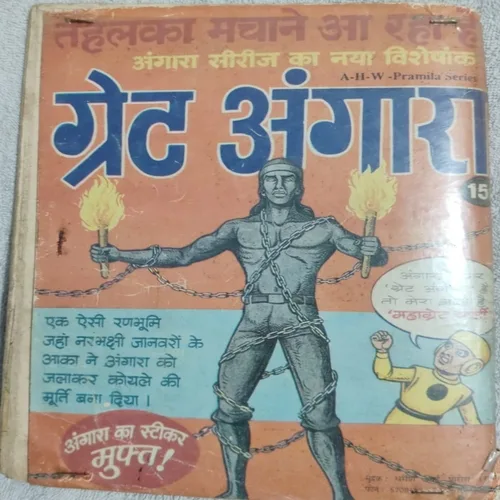 तहलका मचाने आ रहा है
अंगारा सीरीज का नया विशेषांक
A-H-W -Pramila Series
ग्रेट अंगारा
15
अंगारा
'ग्रेट
तो मेरा
'महाग्रेट
एक ऐसी रणभूमि
जहां नरभक्षी जानवरों के
आका ने अंगारा को
जलाकर कोयले की
मूर्ति बना दिया ।
अंगारा का स्टीकर
मुफ्त!